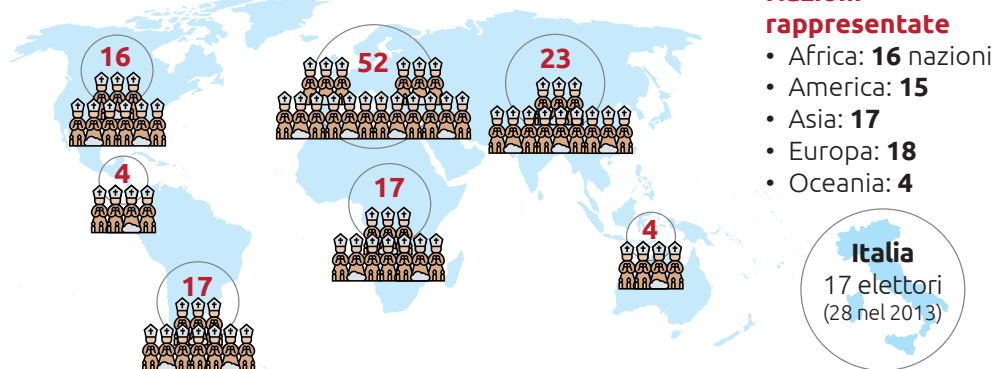 16
52
23
4
17
4
17
rappresentate
• Africa: 16 nazioni
• America: 15
• Asia: 17
• Europa: 18
• Oceania: 4
Italia
17 elettori
(28 nel 2013)